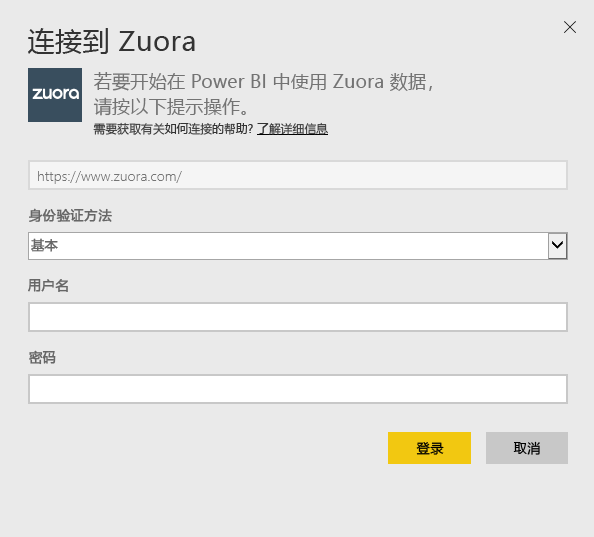 连接到 Zuora
zuora
若要开始在 Power BI 中使用 Zuora 数据，
请按以下提示操作。
需要获取有关如何连接的帮助? 了解详细信息
https://www.zuora.com/
身份验证方法
基本
用户名
密码
登录
取消